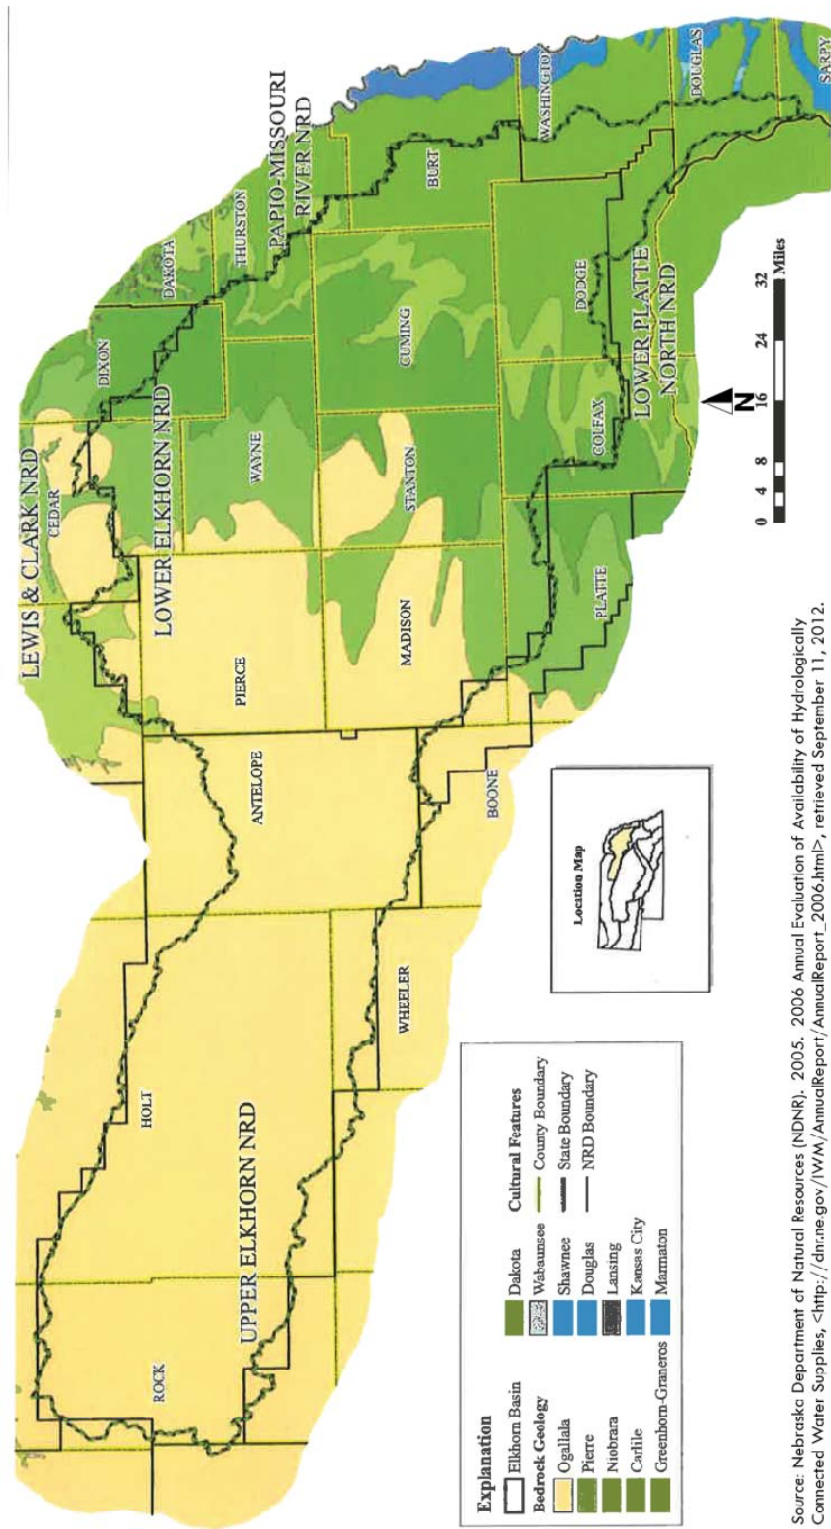 LEWIS & CLARK NRD
CEDAR
DIXON
DAKOTA
THURSTON
PAPIO-MISSOURI
RIVER NRD
LOWER ELKHORN NRD
WAYNE
PIERCE
ANTELOPE
HOLT
ROCK
UPPER ELKHORN NRD
WHEELER
BOONE
MADISON
STANTON
CUMING
BURT
WASHINGTON
PLATTE
COLFAX
DODGE
LOWER PLATTE
NORTH NRD
DOUGLAS
SARPY
Explanation
Elkhorn Basin
Bedrock Geology
Ogallala
Pierre
Niobrara
Carlile
Greenhorn-Graneros
Dakota
Wabaunsee
Shawnee
Douglas
Lansing
Kansas City
Marmaton
Cultural Features
County Boundary
State Boundary
NRD Boundary
Location Map
N
0 4 8 16 24 32
Miles
Source: Nebraska Department of Natural Resources (NDNR). 2005. 2006 Annual Evaluation of Availability of Hydrologically
Connected Water Supplies, <http://dnr.ne.gov/IWM/AnnualReport/AnnualReport_2006.html>, retrieved September 11, 2012.